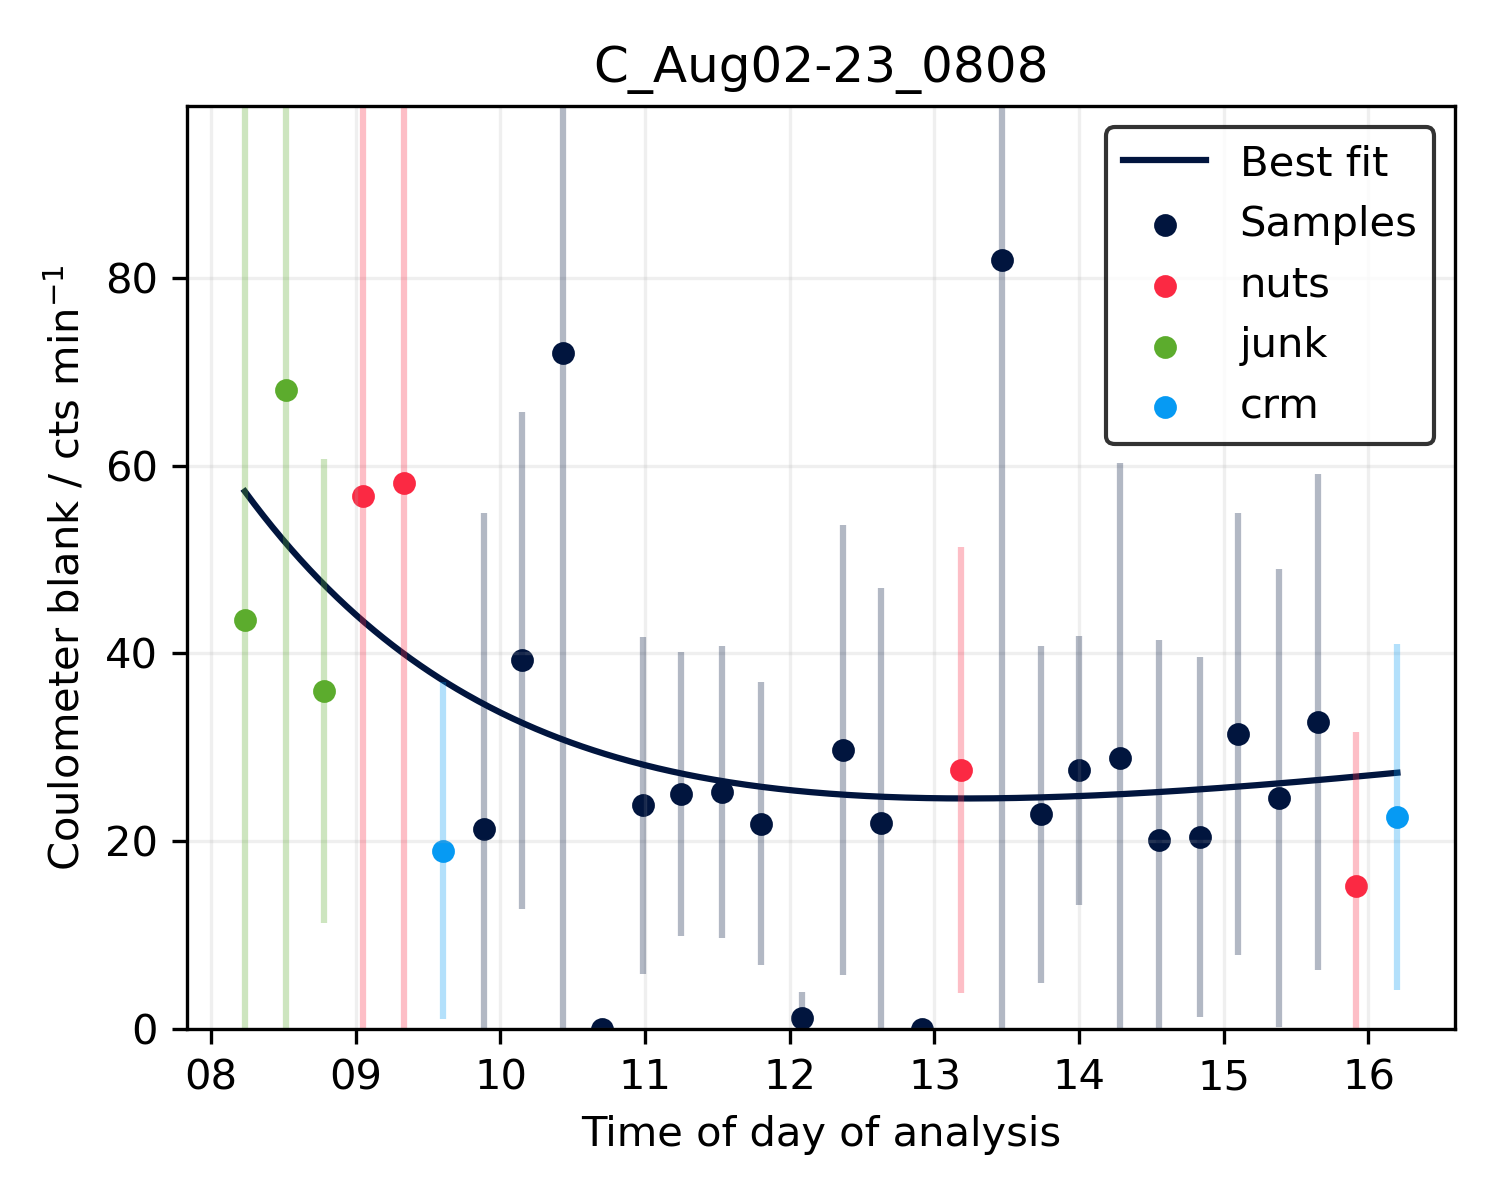 C_Aug02-23_0808
Best fit
Samples
nuts
junk
crm
Coulometer blank / cts min⁻¹
80
60
40
20
0
08 09 10 11 12 13 14 15 16
Time of day of analysis